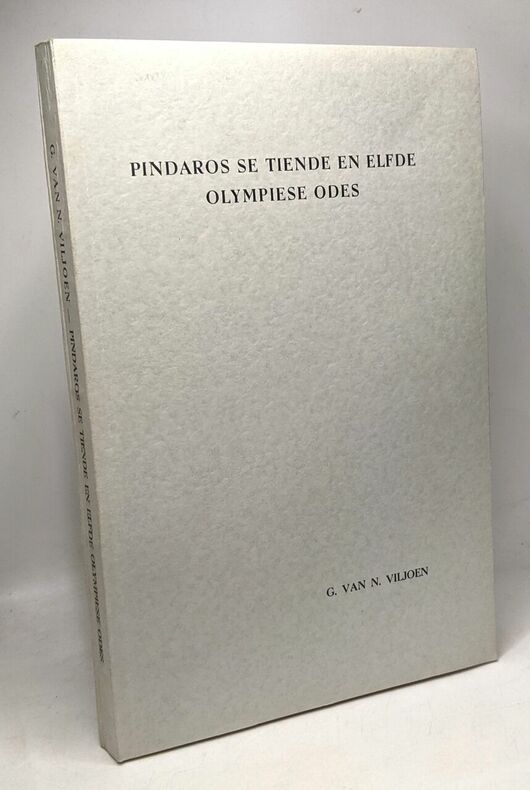 PINDAROS SE TIENDE EN ELFDE
OLYMPIESE ODES
G. VAN N. VILJOEN
G. VAN N. VILJOEN — PINDAROS SE TIENDE EN ELFDE OLYMPIESE ODES